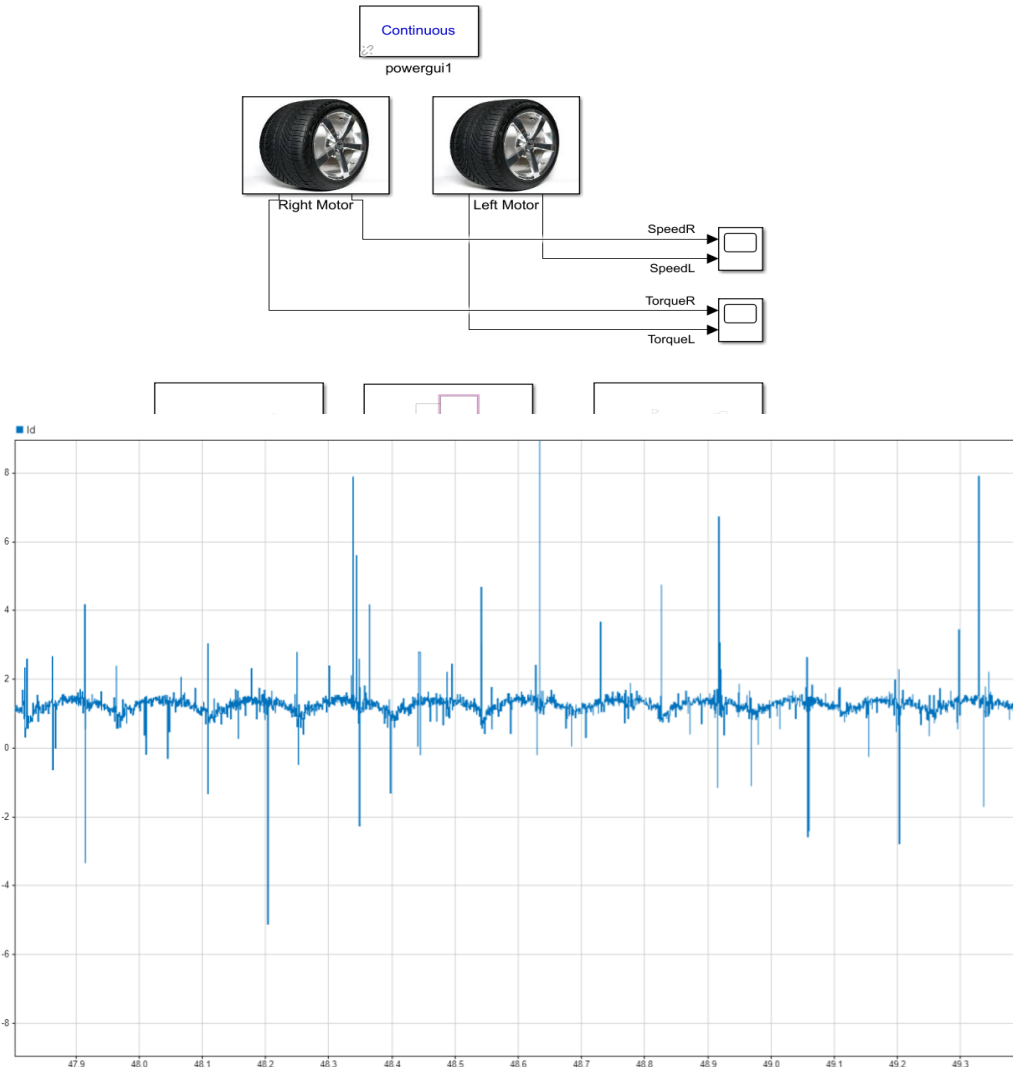 Continuous
¿?
powergui1
Right Motor
Left Motor
SpeedR
SpeedL
TorqueR
TorqueL
Id
8
6
4
2
0
-2
-4
-6
-8
47.9 48.0 48.1 48.2 48.3 48.4 48.5 48.6 48.7 48.8 48.9 49.0 49.1 49.2 49.3